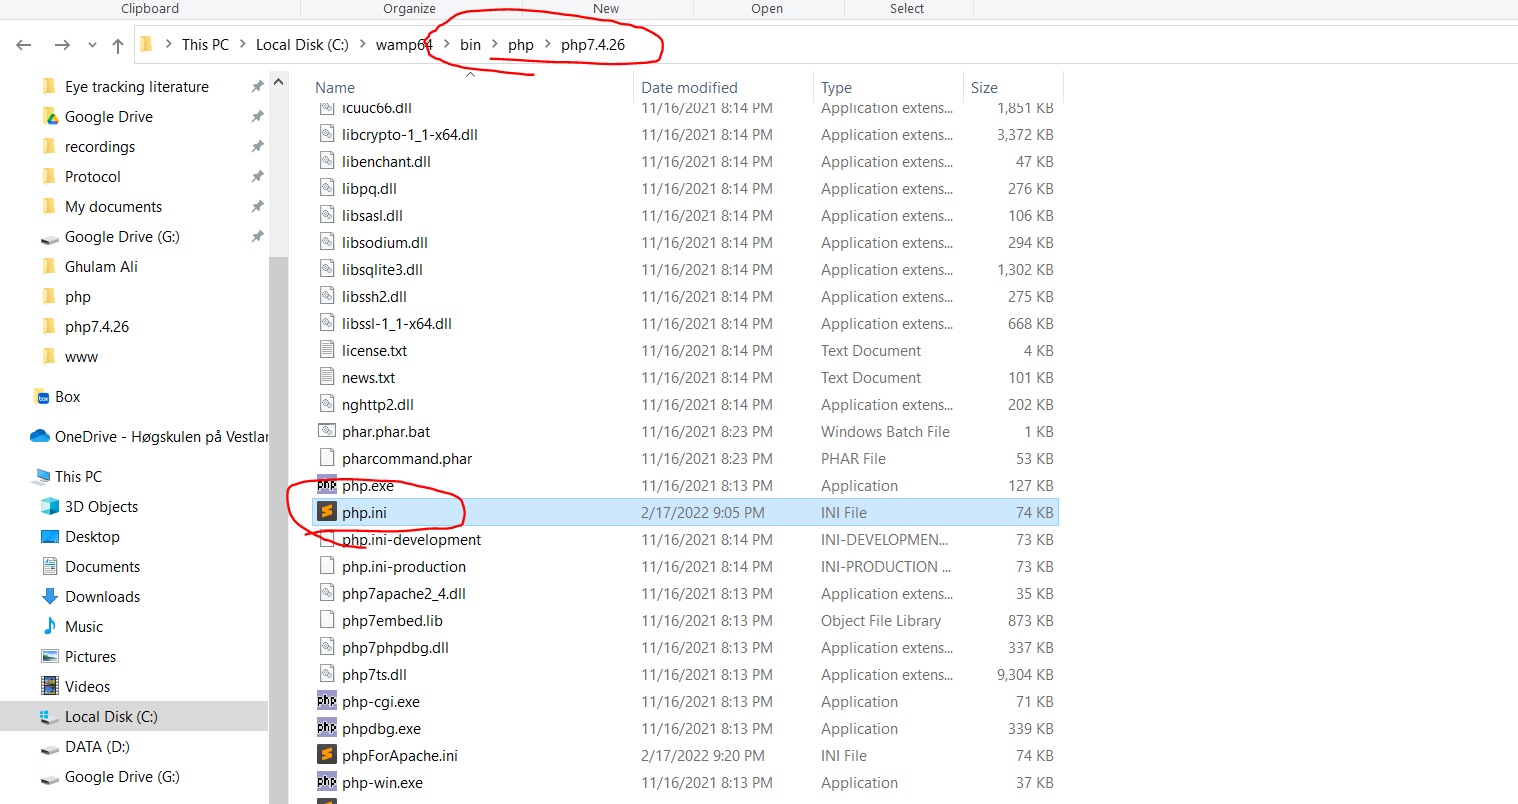 Clipboard Organize New Open Select
This PC Local Disk (C:) wamp64 bin php php7.4.26
Eye tracking literature
Google Drive
recordings
Protocol
My documents
Google Drive (G:)
Ghulam Ali
php
php7.4.26
www
Box
OneDrive - Høgskulen på Vestlan
This PC
3D Objects
Desktop
Documents
Downloads
Music
Pictures
Videos
Local Disk (C:)
DATA (D:)
Google Drive (G:)
Name Date modified Type Size
icuuc66.dll 11/16/2021 8:14 PM Application extens... 1,851 KB
libcrypto-1_1-x64.dll 11/16/2021 8:14 PM Application extens... 3,372 KB
libenchant.dll 11/16/2021 8:14 PM Application extens... 47 KB
libpq.dll 11/16/2021 8:14 PM Application extens... 276 KB
libsasl.dll 11/16/2021 8:14 PM Application extens... 106 KB
libsodium.dll 11/16/2021 8:14 PM Application extens... 294 KB
libsqlite3.dll 11/16/2021 8:14 PM Application extens... 1,302 KB
libssh2.dll 11/16/2021 8:14 PM Application extens... 275 KB
libssl-1_1-x64.dll 11/16/2021 8:14 PM Application extens... 668 KB
license.txt 11/16/2021 8:14 PM Text Document 4 KB
news.txt 11/16/2021 8:14 PM Text Document 101 KB
nghttp2.dll 11/16/2021 8:14 PM Application extens... 202 KB
phar.phar.bat 11/16/2021 8:23 PM Windows Batch File 1 KB
pharcommand.phar 11/16/2021 8:23 PM PHAR File 53 KB
php php.exe 11/16/2021 8:13 PM Application 127 KB
php.ini 2/17/2022 9:05 PM INI File 74 KB
php.ini-development 11/16/2021 8:14 PM INI-DEVELOPMEN... 73 KB
php.ini-production 11/16/2021 8:14 PM INI-PRODUCTION ... 73 KB
php7apache2_4.dll 11/16/2021 8:14 PM Application extens... 35 KB
php7embed.lib 11/16/2021 8:14 PM Object File Library 873 KB
php7phpdbg.dll 11/16/2021 8:14 PM Application extens... 337 KB
php7ts.dll 11/16/2021 8:14 PM Application extens... 9,304 KB
php php-cgi.exe 11/16/2021 8:13 PM Application 71 KB
php phpdbg.exe 11/16/2021 8:13 PM Application 339 KB
phpForApache.ini 2/17/2022 9:20 PM INI File 74 KB
php php-win.exe 11/16/2021 8:13 PM Application 37 KB